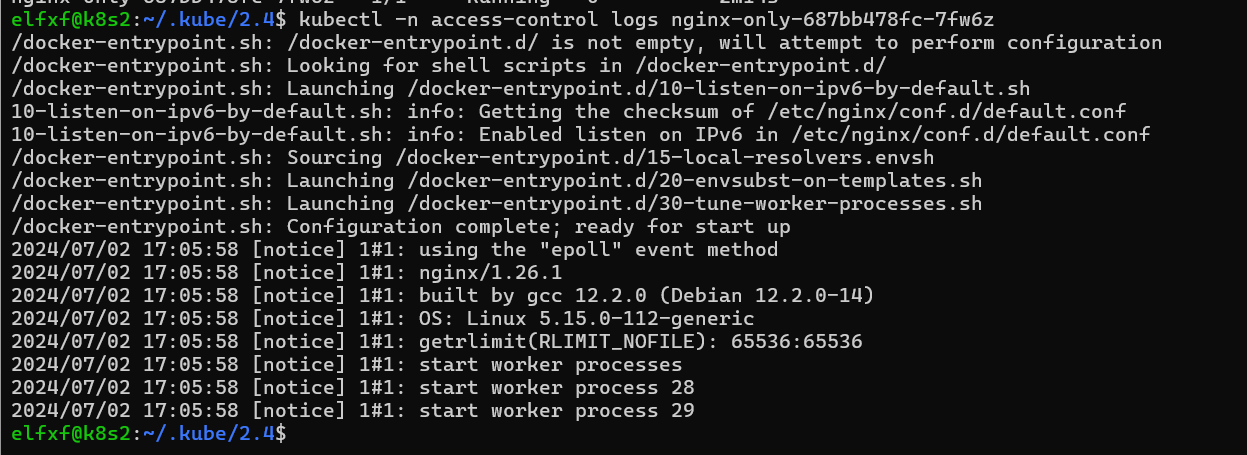 elfxf@k8s2:~/.kube/2.4$ kubectl -n access-control logs nginx-only-687bb478fc-7fw6z
/docker-entrypoint.sh: /docker-entrypoint.d/ is not empty, will attempt to perform configuration
/docker-entrypoint.sh: Looking for shell scripts in /docker-entrypoint.d/
/docker-entrypoint.sh: Launching /docker-entrypoint.d/10-listen-on-ipv6-by-default.sh
10-listen-on-ipv6-by-default.sh: info: Getting the checksum of /etc/nginx/conf.d/default.conf
10-listen-on-ipv6-by-default.sh: info: Enabled listen on IPv6 in /etc/nginx/conf.d/default.conf
/docker-entrypoint.sh: Sourcing /docker-entrypoint.d/15-local-resolvers.envsh
/docker-entrypoint.sh: Launching /docker-entrypoint.d/20-envsubst-on-templates.sh
/docker-entrypoint.sh: Launching /docker-entrypoint.d/30-tune-worker-processes.sh
/docker-entrypoint.sh: Configuration complete; ready for start up
2024/07/02 17:05:58 [notice] 1#1: using the "epoll" event method
2024/07/02 17:05:58 [notice] 1#1: nginx/1.26.1
2024/07/02 17:05:58 [notice] 1#1: built by gcc 12.2.0 (Debian 12.2.0-14)
2024/07/02 17:05:58 [notice] 1#1: OS: Linux 5.15.0-112-generic
2024/07/02 17:05:58 [notice] 1#1: getrlimit(RLIMIT_NOFILE): 65536:65536
2024/07/02 17:05:58 [notice] 1#1: start worker processes
2024/07/02 17:05:58 [notice] 1#1: start worker process 28
2024/07/02 17:05:58 [notice] 1#1: start worker process 29
elfxf@k8s2:~/.kube/2.4$